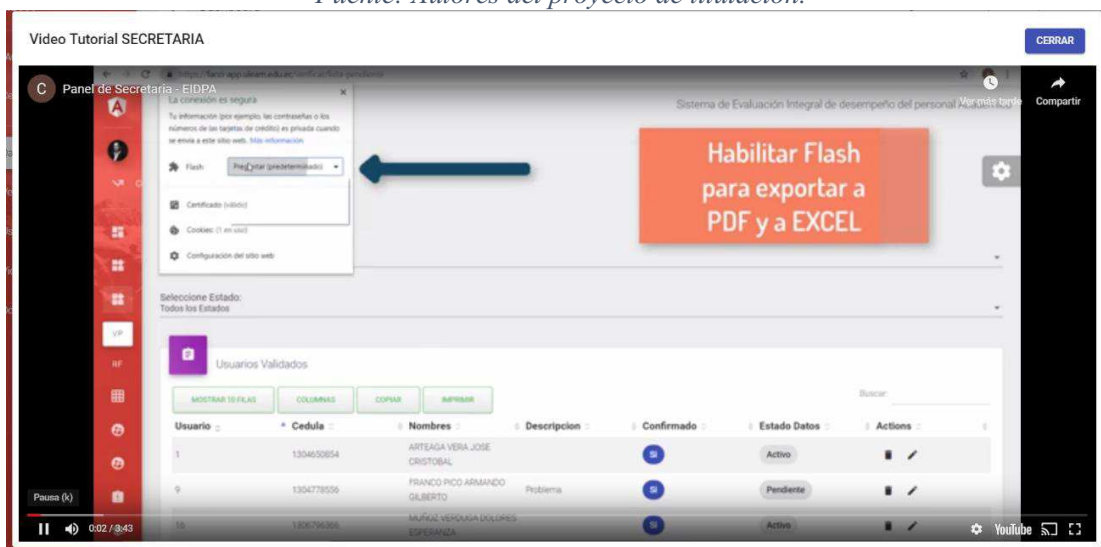 Fuente: Autores del proyecto de titulación.
Video Tutorial SECRETARIA
CERRAR
C
Panel de Secretaria - EIDPA
La conexión es segura
Tu información (por ejemplo, las contraseñas o los
números de las tarjetas de crédito) es privada cuando
se envía a este sitio web. Más información
Flash
Preguntar (predeterminado)
Certificado (válido)
Cookies (1 en uso)
Configuración del sitio web
Sistema de Evaluación Integral de desempeño del personal
Ver más tarde
Compartir
Habilitar Flash
para exportar a
PDF y a EXCEL
Seleccione Estado:
Todos los Estados
VP
RF
Usuarios Validados
MOSTRAR 10 FILAS
COLUMNAS
COPIAR
IMPRIMIR
Buscar:
Usuario Cedula Nombres Descripcion Confirmado Estado Datos Actions
1 1304650854 ARTEAGA VERA JOSE
CRISTOBAL SI Activo
9 1304778556 FRANCO PICO ARMANDO
GILBERTO Problema SI Pendiente
16 1306796366 MUÑOZ VERDUGA DOLORES
ESPERANZA SI Activo
Pausa (k)
0:02 / 3:43
YouTube